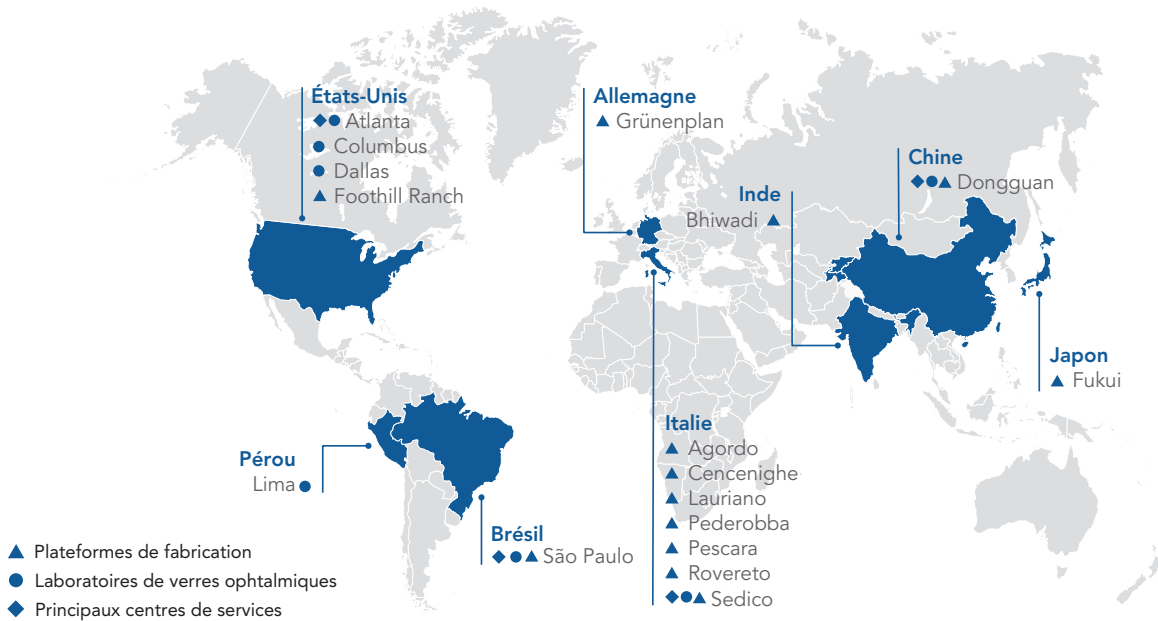 États-Unis
Atlanta
Columbus
Dallas
Foothill Ranch
Allemagne
Grünenplan
Chine
Dongguan
Inde
Bhiwadi
Japon
Fukui
Italie
Agordo
Cencenighe
Lauriano
Pederobba
Pescara
Rovereto
Sedico
Pérou
Lima
Brésil
São Paulo
Plateformes de fabrication
Laboratoires de verres ophtalmiques
Principaux centres de services